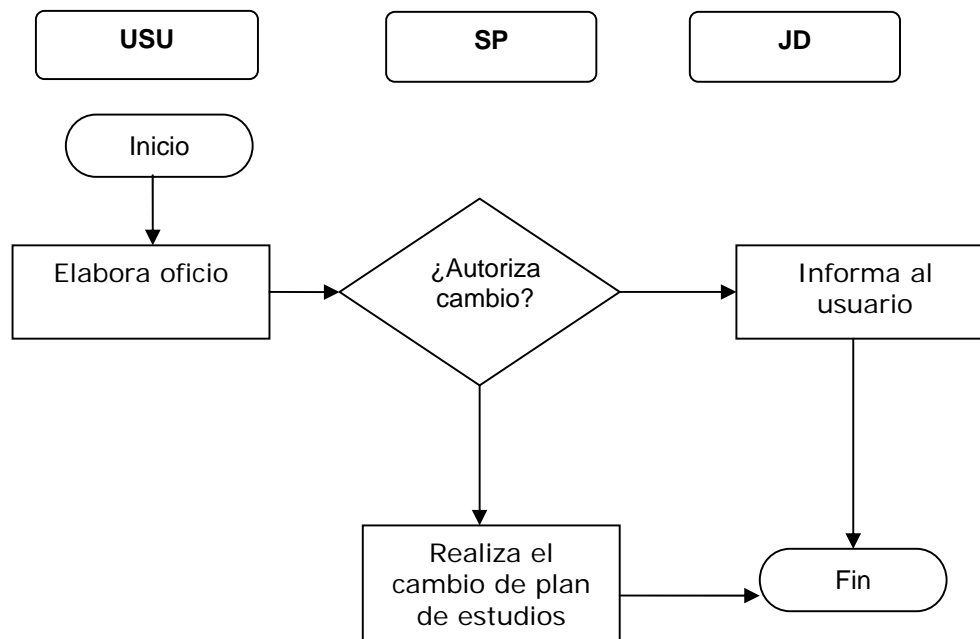 USU
SP
JD
Inicio
Elabora oficio
¿Autoriza
cambio?
Informa al
usuario
Realiza el
cambio de plan
de estudios
Fin